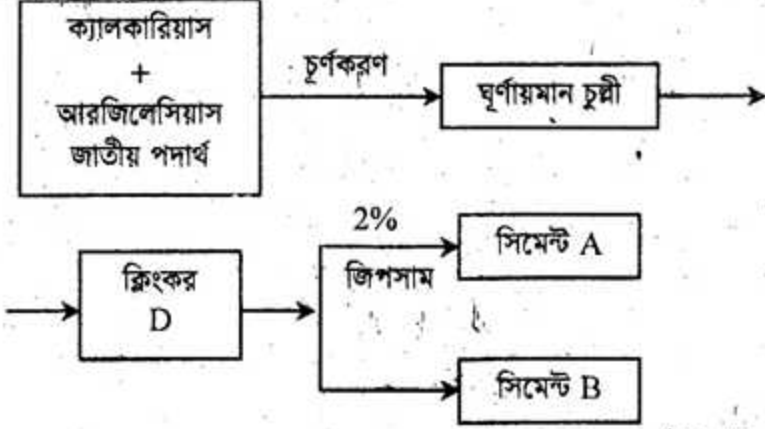 ক্যালকারিয়াস
+
আরজিলেসিয়াস
জাতীয় পদার্থ
চূর্ণকরণ
ঘূর্ণায়মান চুল্লী
ক্লিংকর
D
2%
জিপসাম
সিমেন্ট A
সিমেন্ট B